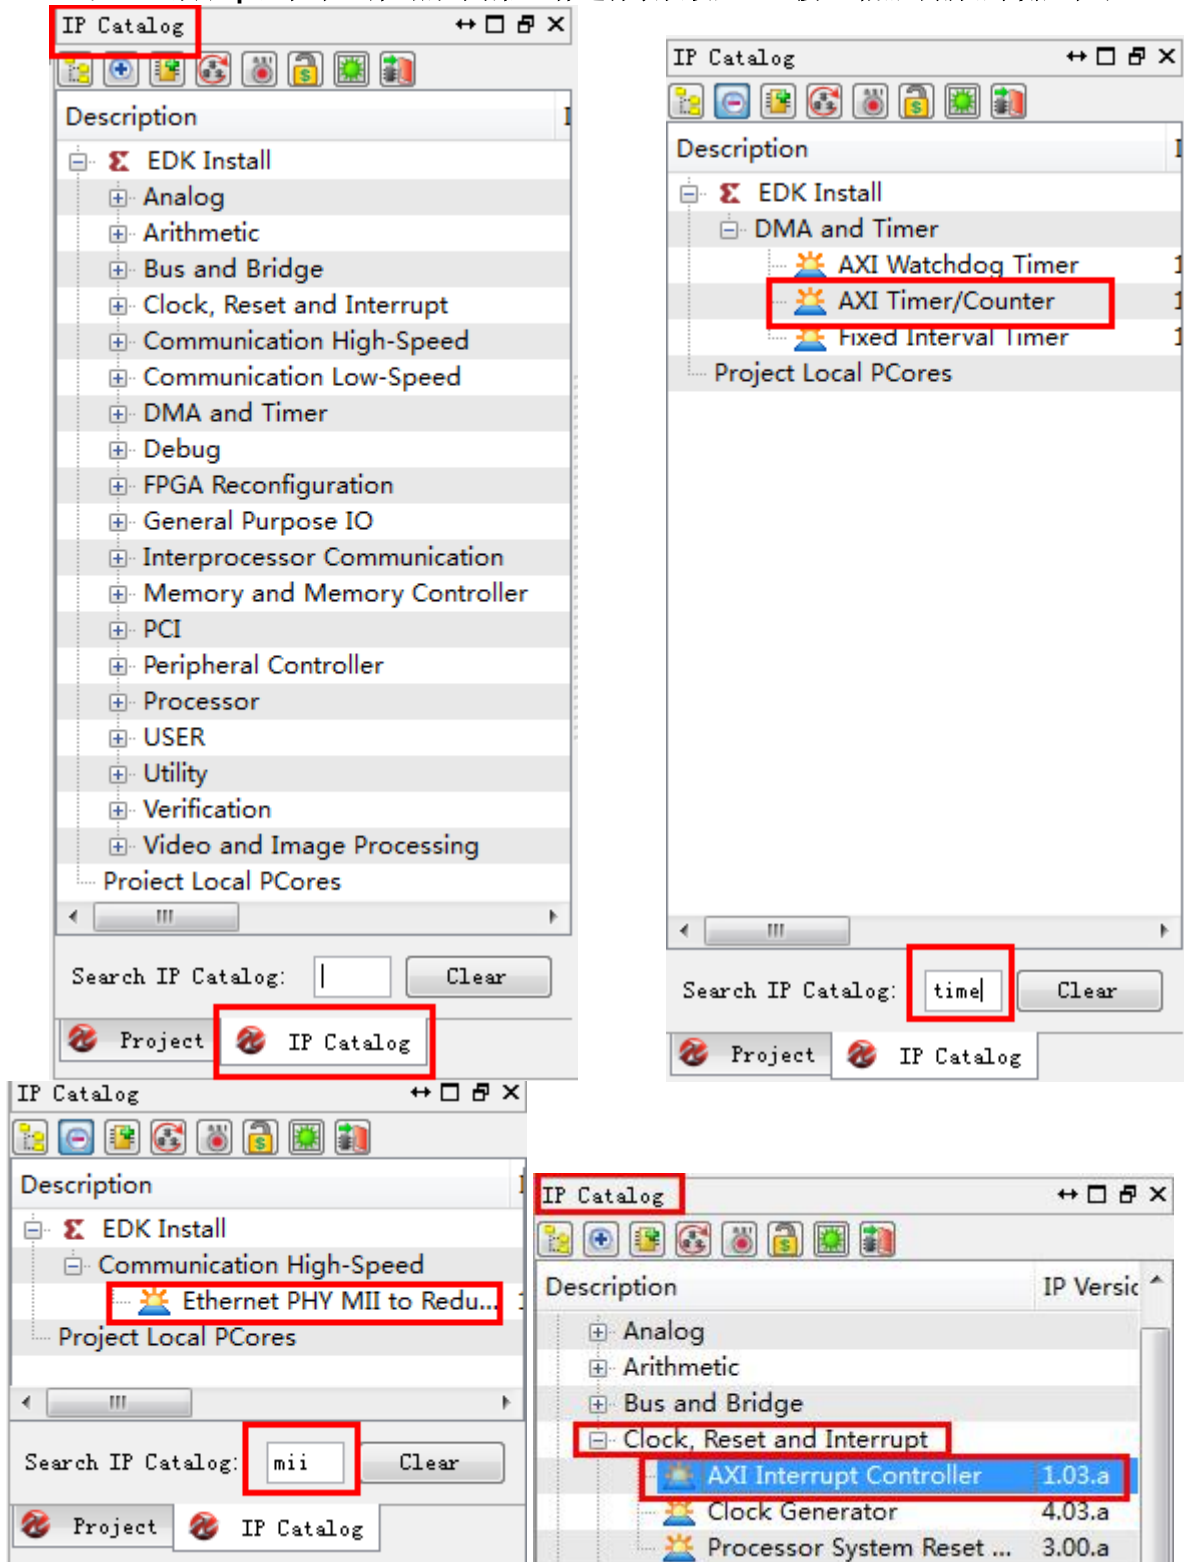 IP Catalog
Description
EDK Install
Analog
Arithmetic
Bus and Bridge
Clock, Reset and Interrupt
Communication High-Speed
Communication Low-Speed
DMA and Timer
Debug
FPGA Reconfiguration
General Purpose IO
Interprocessor Communication
Memory and Memory Controller
PCI
Peripheral Controller
Processor
USER
Utility
Verification
Video and Image Processing
Project Local PCores
Search IP Catalog:
Clear
Project
IP Catalog
IP Catalog
Description
EDK Install
DMA and Timer
AXI Watchdog Timer
AXI Timer/Counter
Fixed Interval Timer
Project Local PCores
Search IP Catalog: time
Clear
Project
IP Catalog
IP Catalog
Description
EDK Install
Communication High-Speed
Ethernet PHY MII to Redu...
Project Local PCores
Search IP Catalog: mii
Clear
Project
IP Catalog
IP Catalog
Description IP Versic
Analog
Arithmetic
Bus and Bridge
Clock, Reset and Interrupt
AXI Interrupt Controller 1.03.a
Clock Generator 4.03.a
Processor System Reset ... 3.00.a